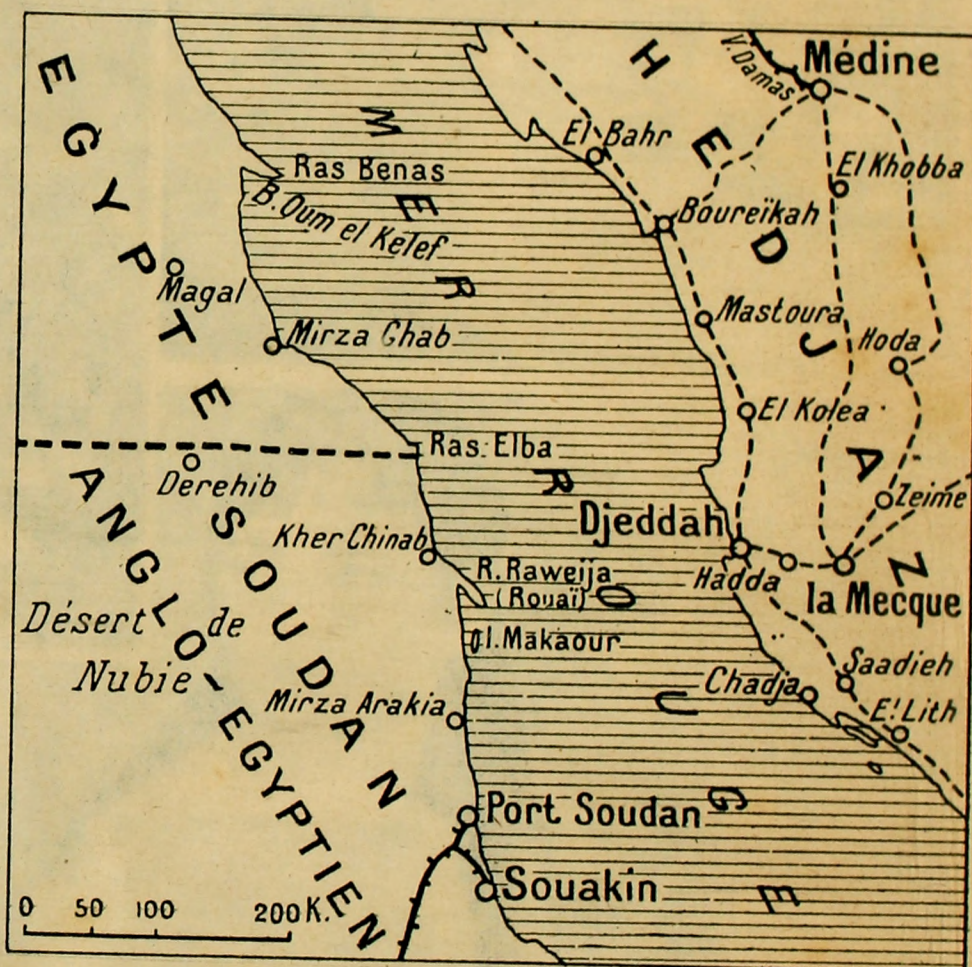 EGYPTE
MER ROUGE
HEDJAZ
V. Damas
Médine
El Bahr
El Khobba
Ras Benas
B. Oum el Kelef
Boureïkah
Magal
Mastoura
Mirza Ghab
Hoda
El Kolea
Ras Elba
Derehib
Zeime
SOUDAN
ANGLO-EGYPTIEN
Djeddah
Kher Chinab
R. Raweija
(Rouaï)
Hadda
la Mecque
Désert de
Nubie
I. Makaour
Saadieh
Chadja
Mirza Arakia
El Lith
Port Soudan
Souakin
0 50 100 200 K.